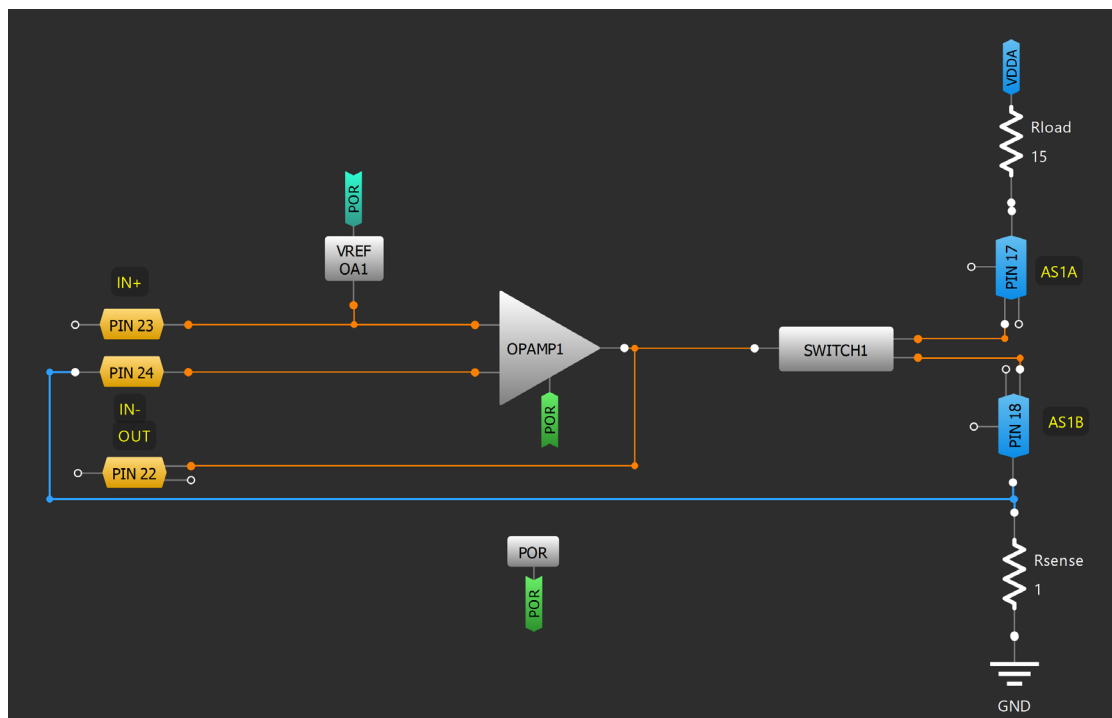 VDDA
Rload
15
POR
VREF
OA1
PIN 17
AS1A
IN+
PIN 23
OPAMP1
SWITCH1
PIN 24
IN-
OUT
POR
PIN 18
AS1B
PIN 22
POR
Rsense
1
POR
GND